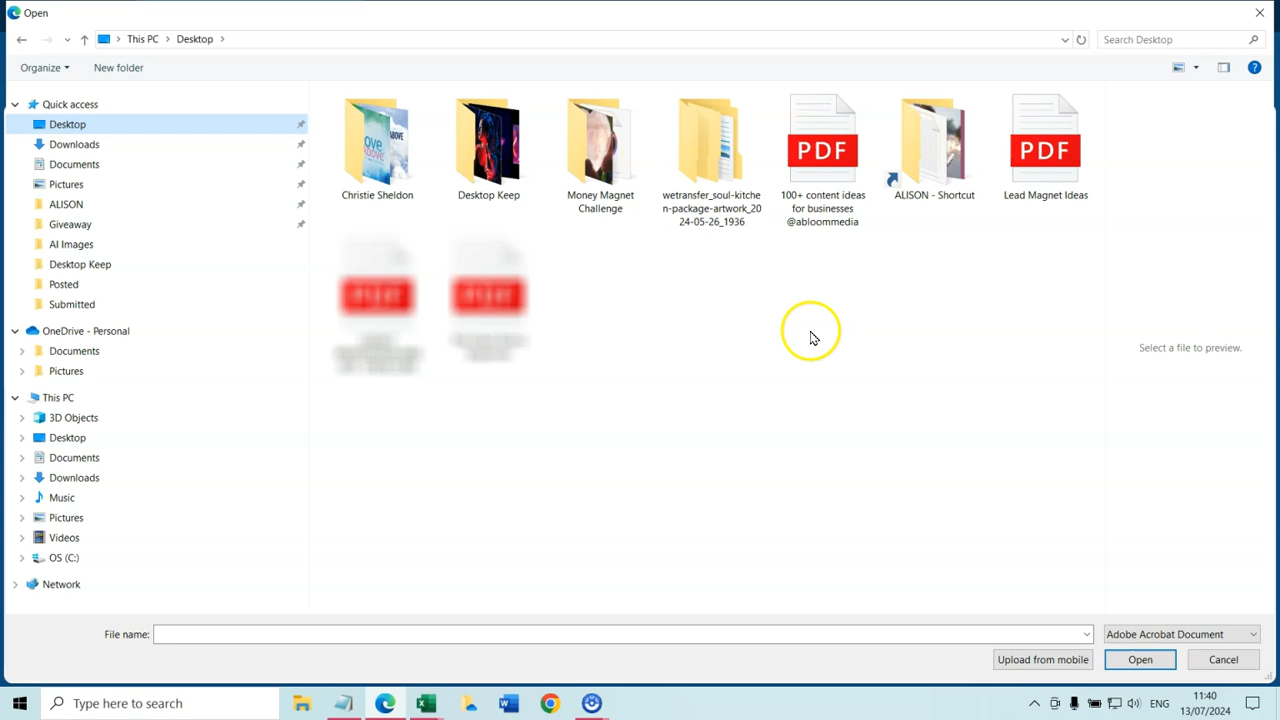 Open
This PC
Desktop
Search Desktop
Organize
New folder
Quick access
Desktop
Downloads
Documents
Pictures
ALISON
Giveaway
AI Images
Desktop Keep
Posted
Submitted
OneDrive - Personal
Documents
Pictures
This PC
3D Objects
Desktop
Documents
Downloads
Music
Pictures
Videos
OS (C:)
Network
Christie Sheldon
Desktop Keep
Money Magnet
Challenge
wetransfer_soul-kitche
n-package-artwork_20
24-05-26_1936
PDF
100+ content ideas
for businesses
@abloommedia
ALISON - Shortcut
PDF
Lead Magnet Ideas
Select a file to preview.
File name:
Adobe Acrobat Document
Upload from mobile
Open
Cancel
Type here to search
ENG
11:40
13/07/2024